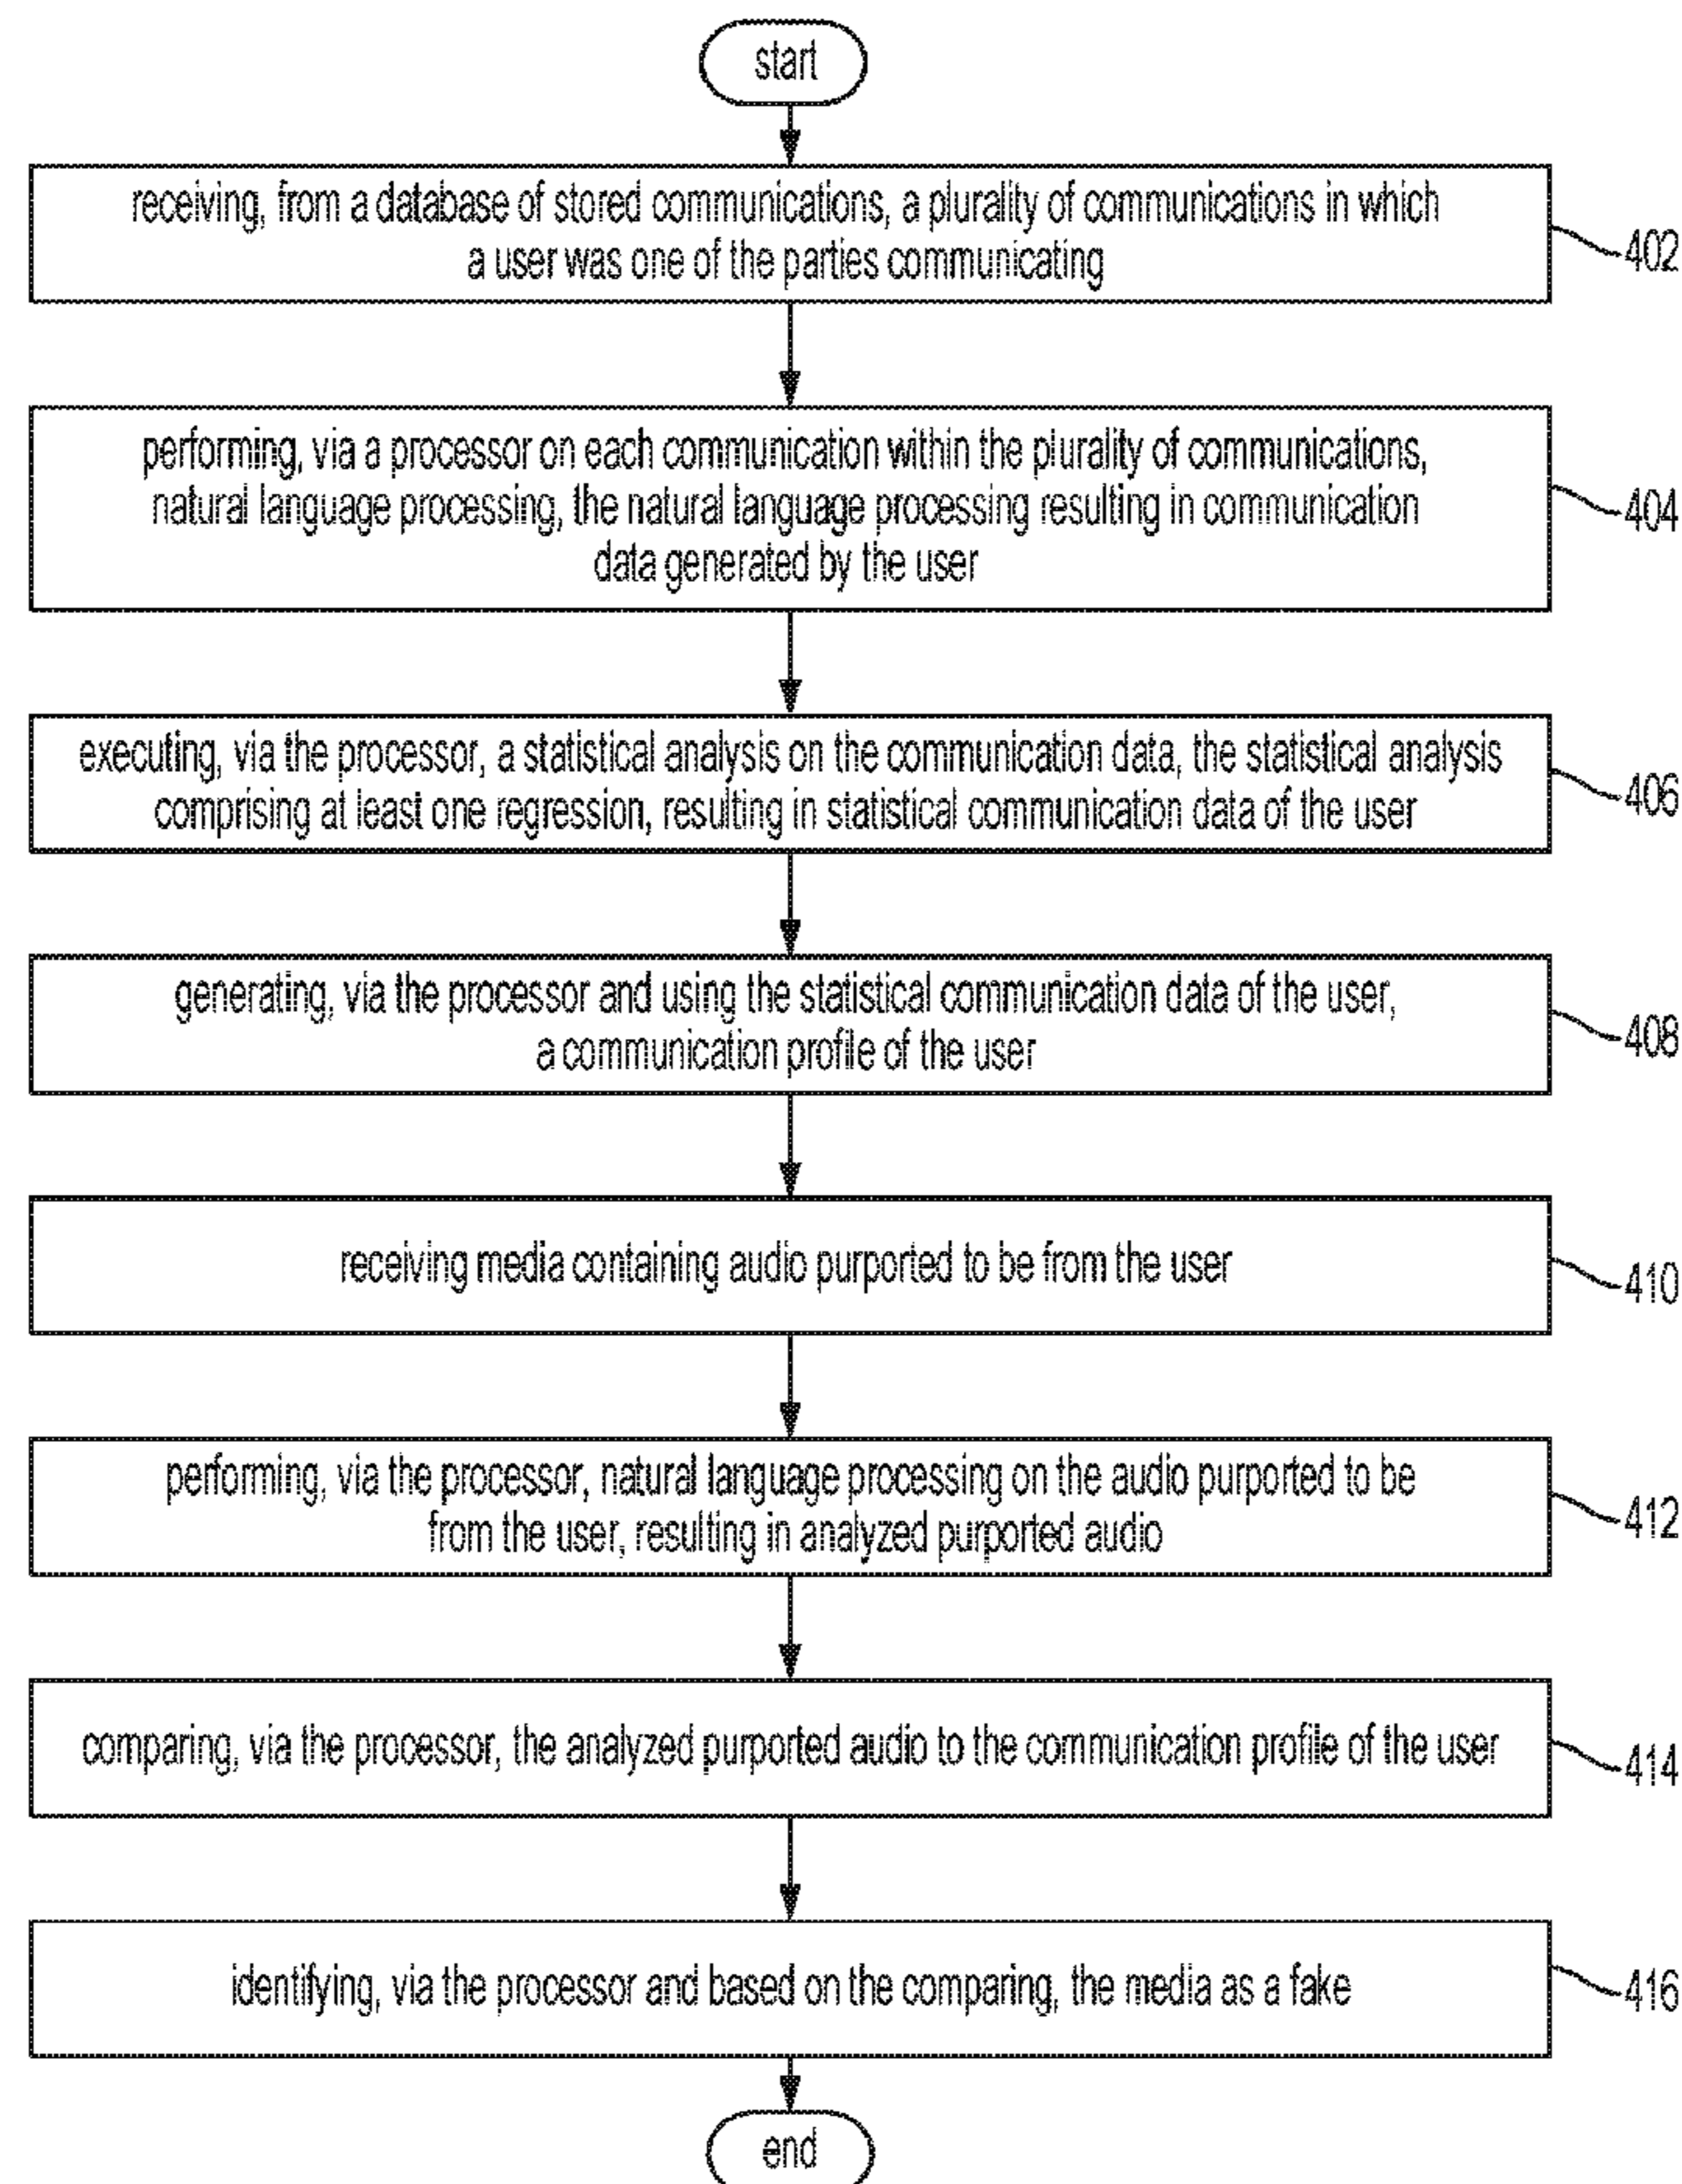 start
receiving, from a database of stored communications, a plurality of communications in which
a user was one of the parties communicating
402
performing, via a processor on each communication within the plurality of communications,
natural language processing, the natural language processing resulting in communication
data generated by the user
404
executing, via the processor, a statistical analysis on the communication data, the statistical analysis
comprising at least one regression, resulting in statistical communication data of the user
406
generating, via the processor and using the statistical communication data of the user,
a communication profile of the user
408
receiving media containing audio purported to be from the user
410
performing, via the processor, natural language processing on the audio purported to be
from the user, resulting in analyzed purported audio
412
comparing, via the processor, the analyzed purported audio to the communication profile of the user
414
identifying, via the processor and based on the comparing, the media as a fake
416
end